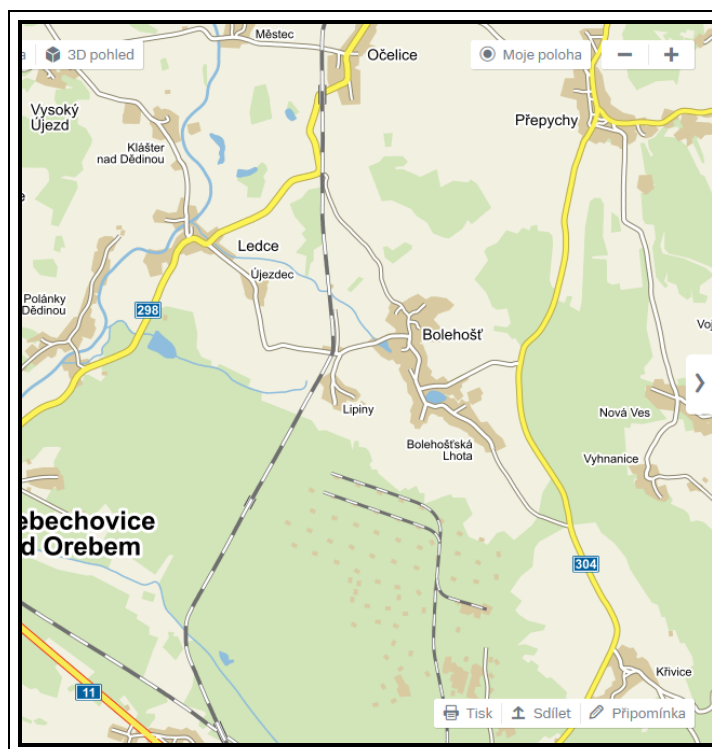 Městec
3D pohled
Očelice
Moje poloha
Vysoký
Újezd
Přepychy
Klášter
nad Dědinou
Ledce
Újezdec
Polánky
Dědinou
298
Bolehošť
Voj
Lipiny
Nová Ves
Bolehošťská
Lhota
Vyhnanice
ebechovice
d Orebem
304
Křivice
11
Tisk
Sdílet
Připomínka